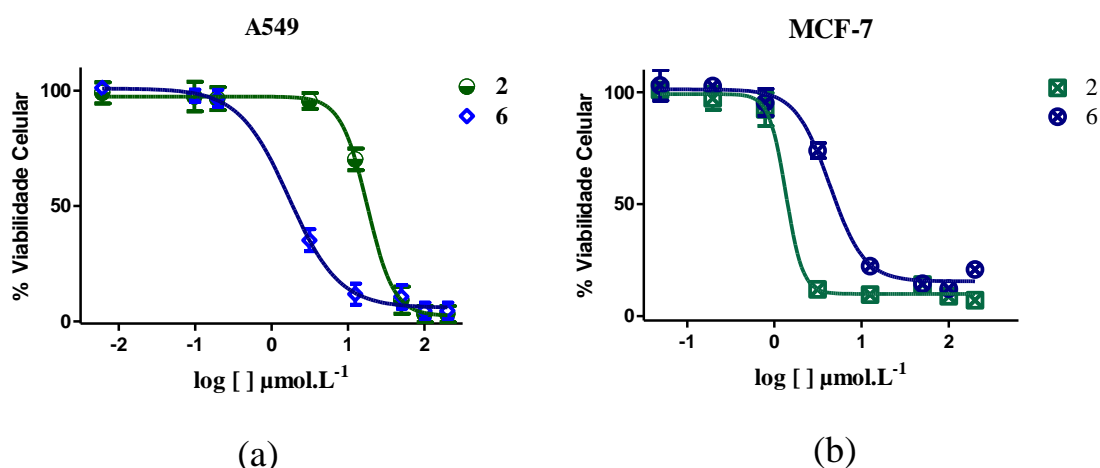 A549
% Viabilidade Celular
100
50
0
-2 -1 0 1 2
log [ ] µmol.L-1
2
6
(a)
MCF-7
% Viabilidade Celular
100
50
0
-1 0 1 2
log [ ] µmol.L-1
2
6
(b)